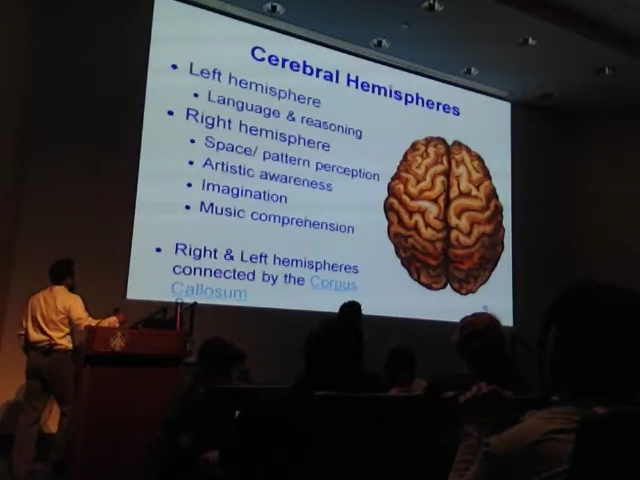 Cerebral Hemispheres
• Left hemisphere
• Language & reasoning
• Right hemisphere
• Space/ pattern perception
• Artistic awareness
• Imagination
• Music comprehension
• Right & Left hemispheres
connected by the Corpus
Callosum